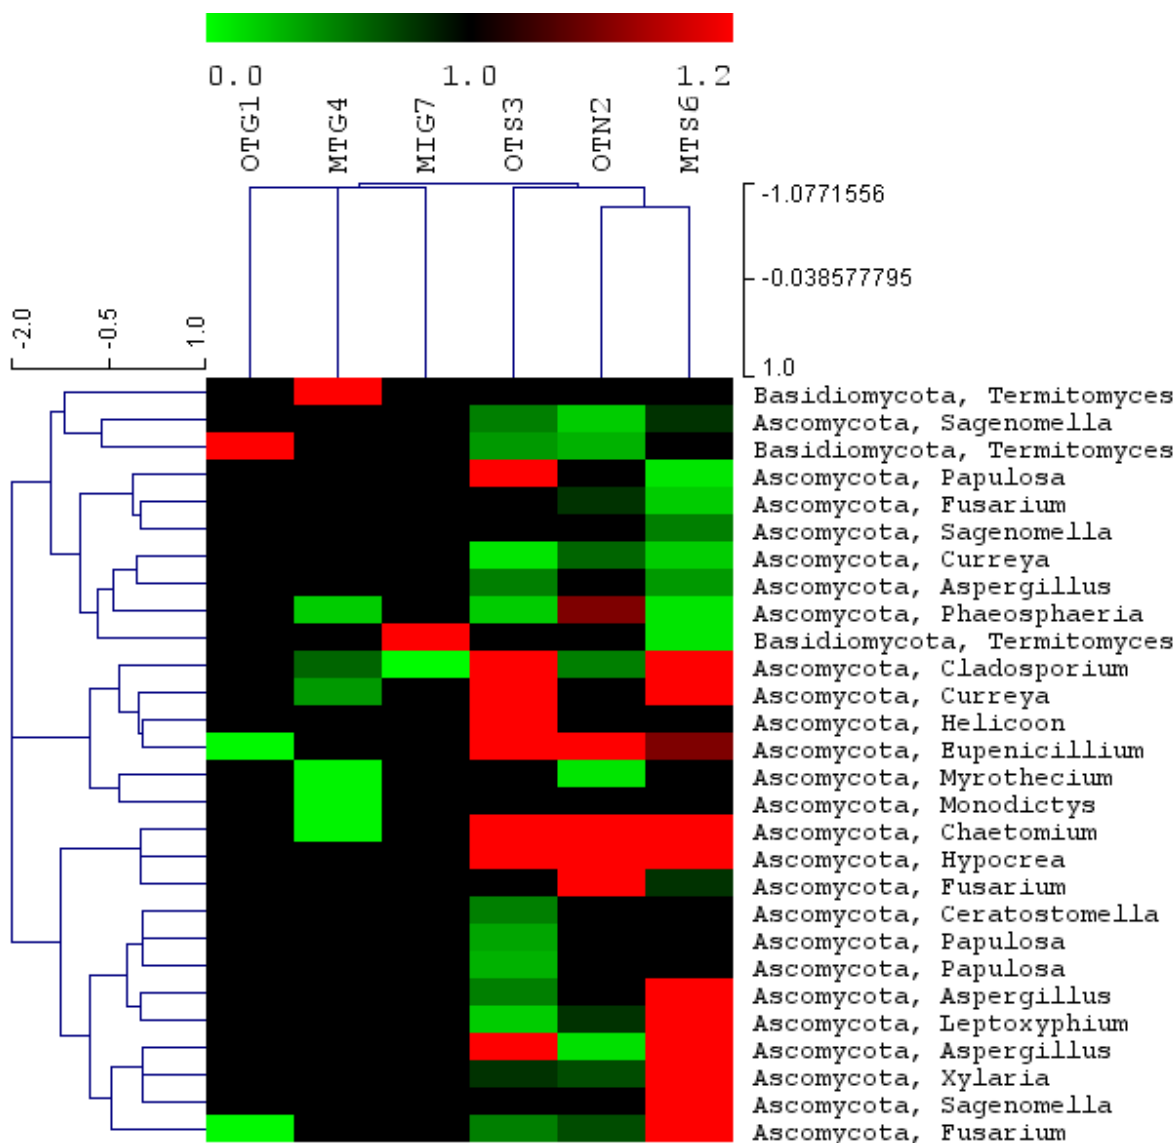 0.0 1.0 1.2
OTG1 MTG4 MIG7 OTS3 OTN2 MTS6
-1.0771556
-0.038577795
1.0
-2.0 -0.5 1.0
Basidiomycota, Termitomyces
Ascomycota, Sagenomella
Basidiomycota, Termitomyces
Ascomycota, Papulosa
Ascomycota, Fusarium
Ascomycota, Sagenomella
Ascomycota, Curreya
Ascomycota, Aspergillus
Ascomycota, Phaeosphaeria
Basidiomycota, Termitomyces
Ascomycota, Cladosporium
Ascomycota, Curreya
Ascomycota, Helicoon
Ascomycota, Eupenicillium
Ascomycota, Myrothecium
Ascomycota, Monodictys
Ascomycota, Chaetomium
Ascomycota, Hypocrea
Ascomycota, Fusarium
Ascomycota, Ceratostomella
Ascomycota, Papulosa
Ascomycota, Papulosa
Ascomycota, Aspergillus
Ascomycota, Leptoxyphium
Ascomycota, Aspergillus
Ascomycota, Xylaria
Ascomycota, Sagenomella
Ascomycota, Fusarium